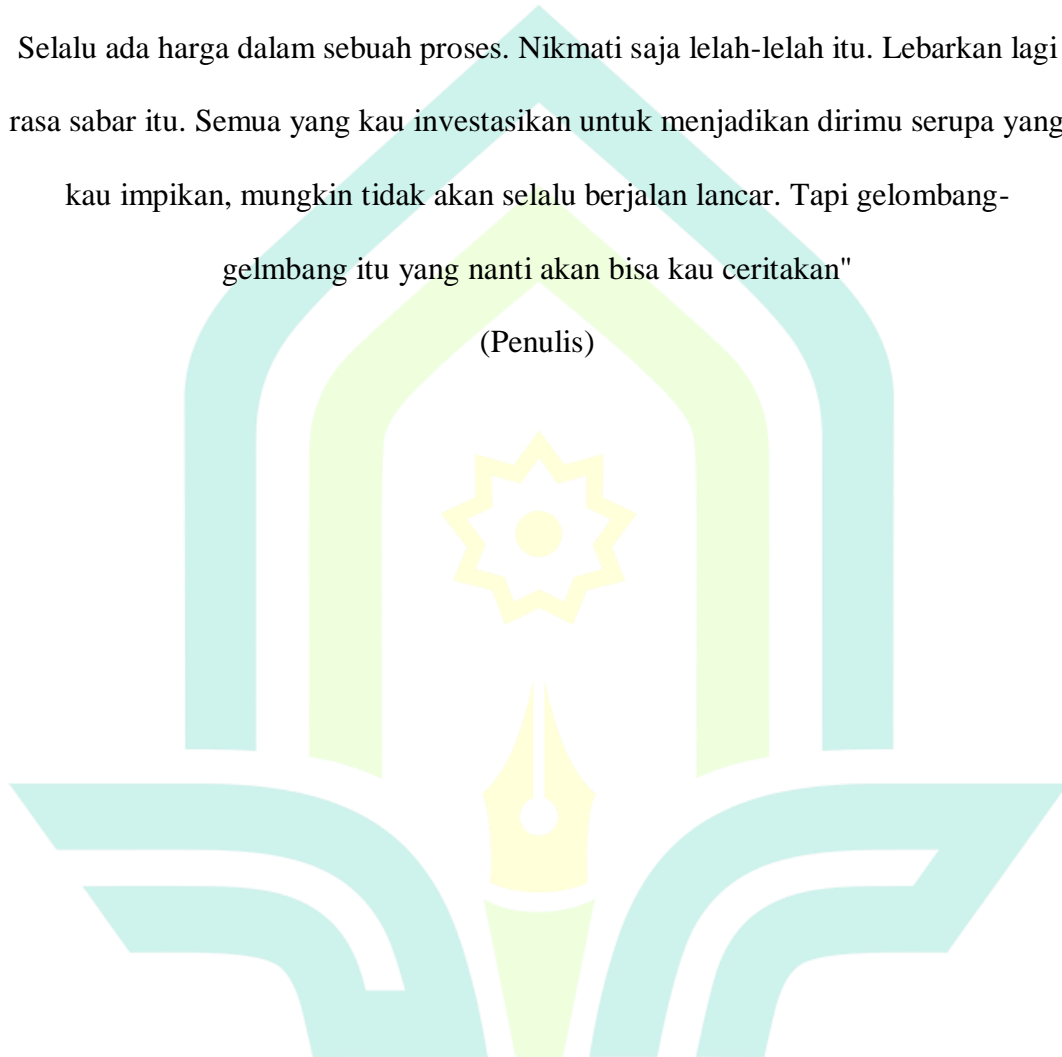 Selalu ada harga dalam sebuah proses. Nikmati saja lelah-lelah itu. Lebarkan lagi
rasa sabar itu. Semua yang kau investasikan untuk menjadikan dirimu serupa yang
kau impikan, mungkin tidak akan selalu berjalan lancar. Tapi gelombang-
gelmbang itu yang nanti akan bisa kau ceritakan"
(Penulis)